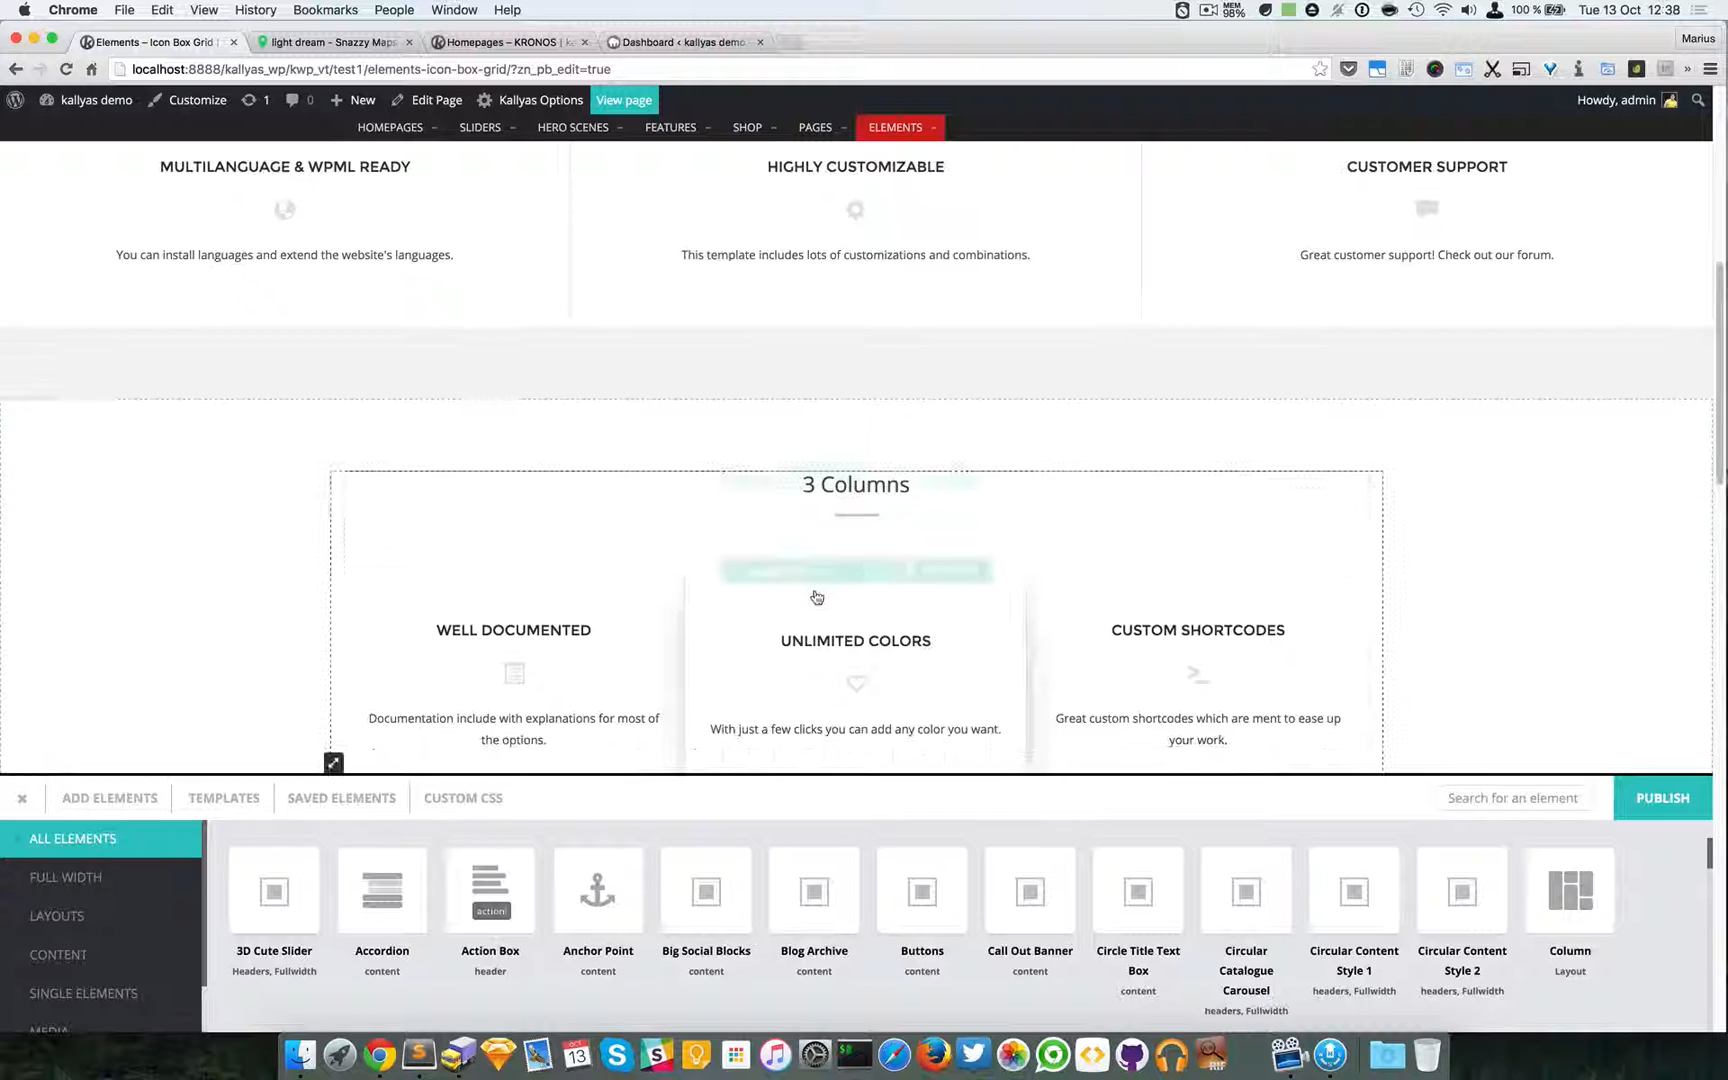 Chrome File Edit View History Bookmarks People Window Help MEM 98% 100 % Tue 13 Oct 12:38
Elements – Icon Box Grid light dream - Snazzy Maps Homepages – KRONOS | Dashboard ‹ kallyas demo Marius
localhost:8888/kallyas_wp/kwp_vt/test1/elements-icon-box-grid/?zn_pb_edit=true
kallyas demo Customize 1 0 New Edit Page Kallyas Options View page Howdy, admin
HOMEPAGES SLIDERS HERO SCENES FEATURES SHOP PAGES ELEMENTS
MULTILANGUAGE & WPML READY HIGHLY CUSTOMIZABLE CUSTOMER SUPPORT
You can install languages and extend the website's languages. This template includes lots of customizations and combinations. Great customer support! Check out our forum.
3 Columns
WELL DOCUMENTED UNLIMITED COLORS CUSTOM SHORTCODES
Documentation include with explanations for most of
the options.
With just a few clicks you can add any color you want.
Great custom shortcodes which are ment to ease up
your work.
ADD ELEMENTS TEMPLATES SAVED ELEMENTS CUSTOM CSS Search for an element PUBLISH
ALL ELEMENTS
FULL WIDTH
LAYOUTS
CONTENT
SINGLE ELEMENTS
MEDIA
action!
3D Cute Slider
Headers, Fullwidth
Accordion
content
Action Box
header
Anchor Point
content
Big Social Blocks
content
Blog Archive
content
Buttons
content
Call Out Banner
content
Circle Title Text
Box
content
Circular
Catalogue
Carousel
headers, Fullwidth
Circular Content
Style 1
headers, Fullwidth
Circular Content
Style 2
headers, Fullwidth
Column
Layout
13
RIF